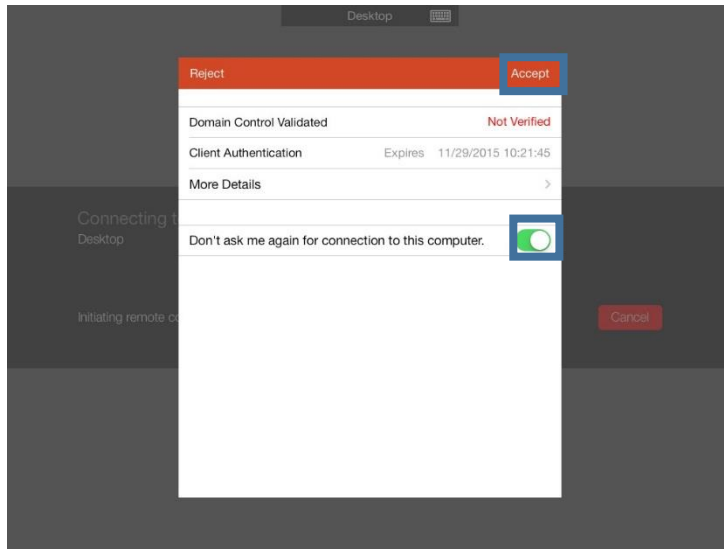 Desktop
Reject Accept
Domain Control Validated Not Verified
Client Authentication Expires 11/29/2015 10:21:45
More Details
Connecting t
Desktop
Don't ask me again for connection to this computer.
Initiating remote co
Cancel